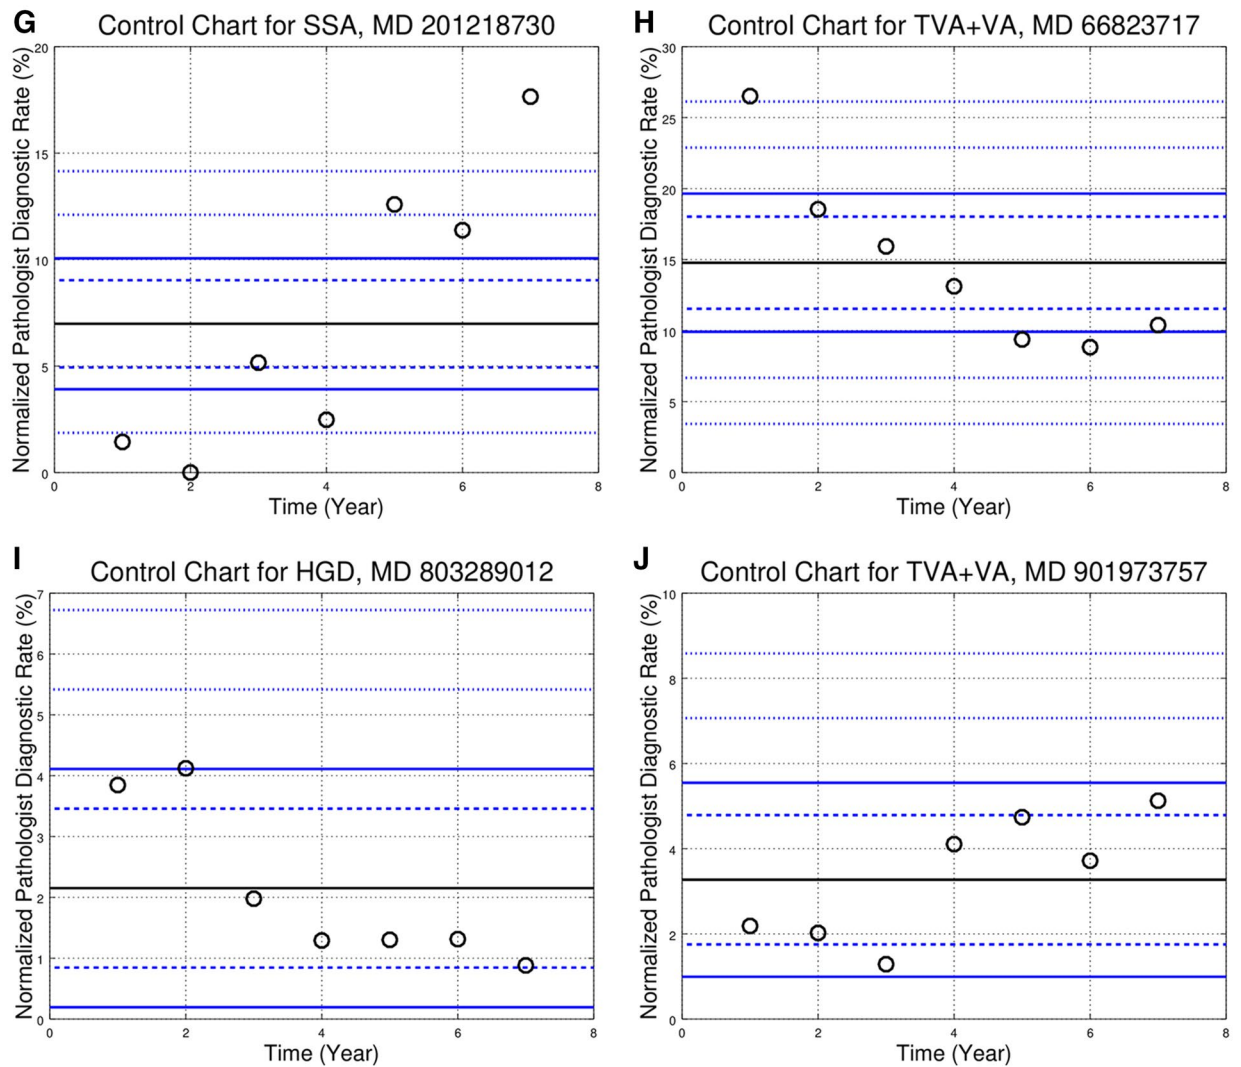 G Control Chart for SSA, MD 201218730
Normalized Pathologist Diagnostic Rate (%)
20
15
10
5
0
0 2 4 6 8
Time (Year)
H Control Chart for TVA+VA, MD 66823717
Normalized Pathologist Diagnostic Rate (%)
30
25
20
15
10
5
0
0 2 4 6 8
Time (Year)
I Control Chart for HGD, MD 803289012
Normalized Pathologist Diagnostic Rate (%)
7
6
5
4
3
2
1
0
0 2 4 6 8
Time (Year)
J Control Chart for TVA+VA, MD 901973757
Normalized Pathologist Diagnostic Rate (%)
10
8
6
4
2
0
0 2 4 6 8
Time (Year)